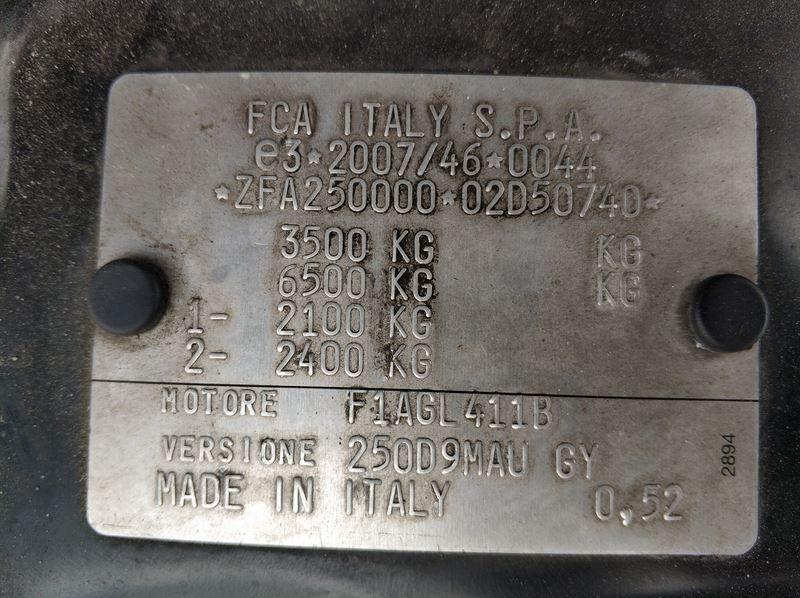 FCA ITALY S.P.A.
e3*2007/46*0044
*ZFA250000*02D50740*
3500 KG KG
6500 KG KG
1- 2100 KG
2- 2400 KG
MOTORE F1AGL411B
VERSIONE 250D9MAU GY
MADE IN ITALY 0,52
2894